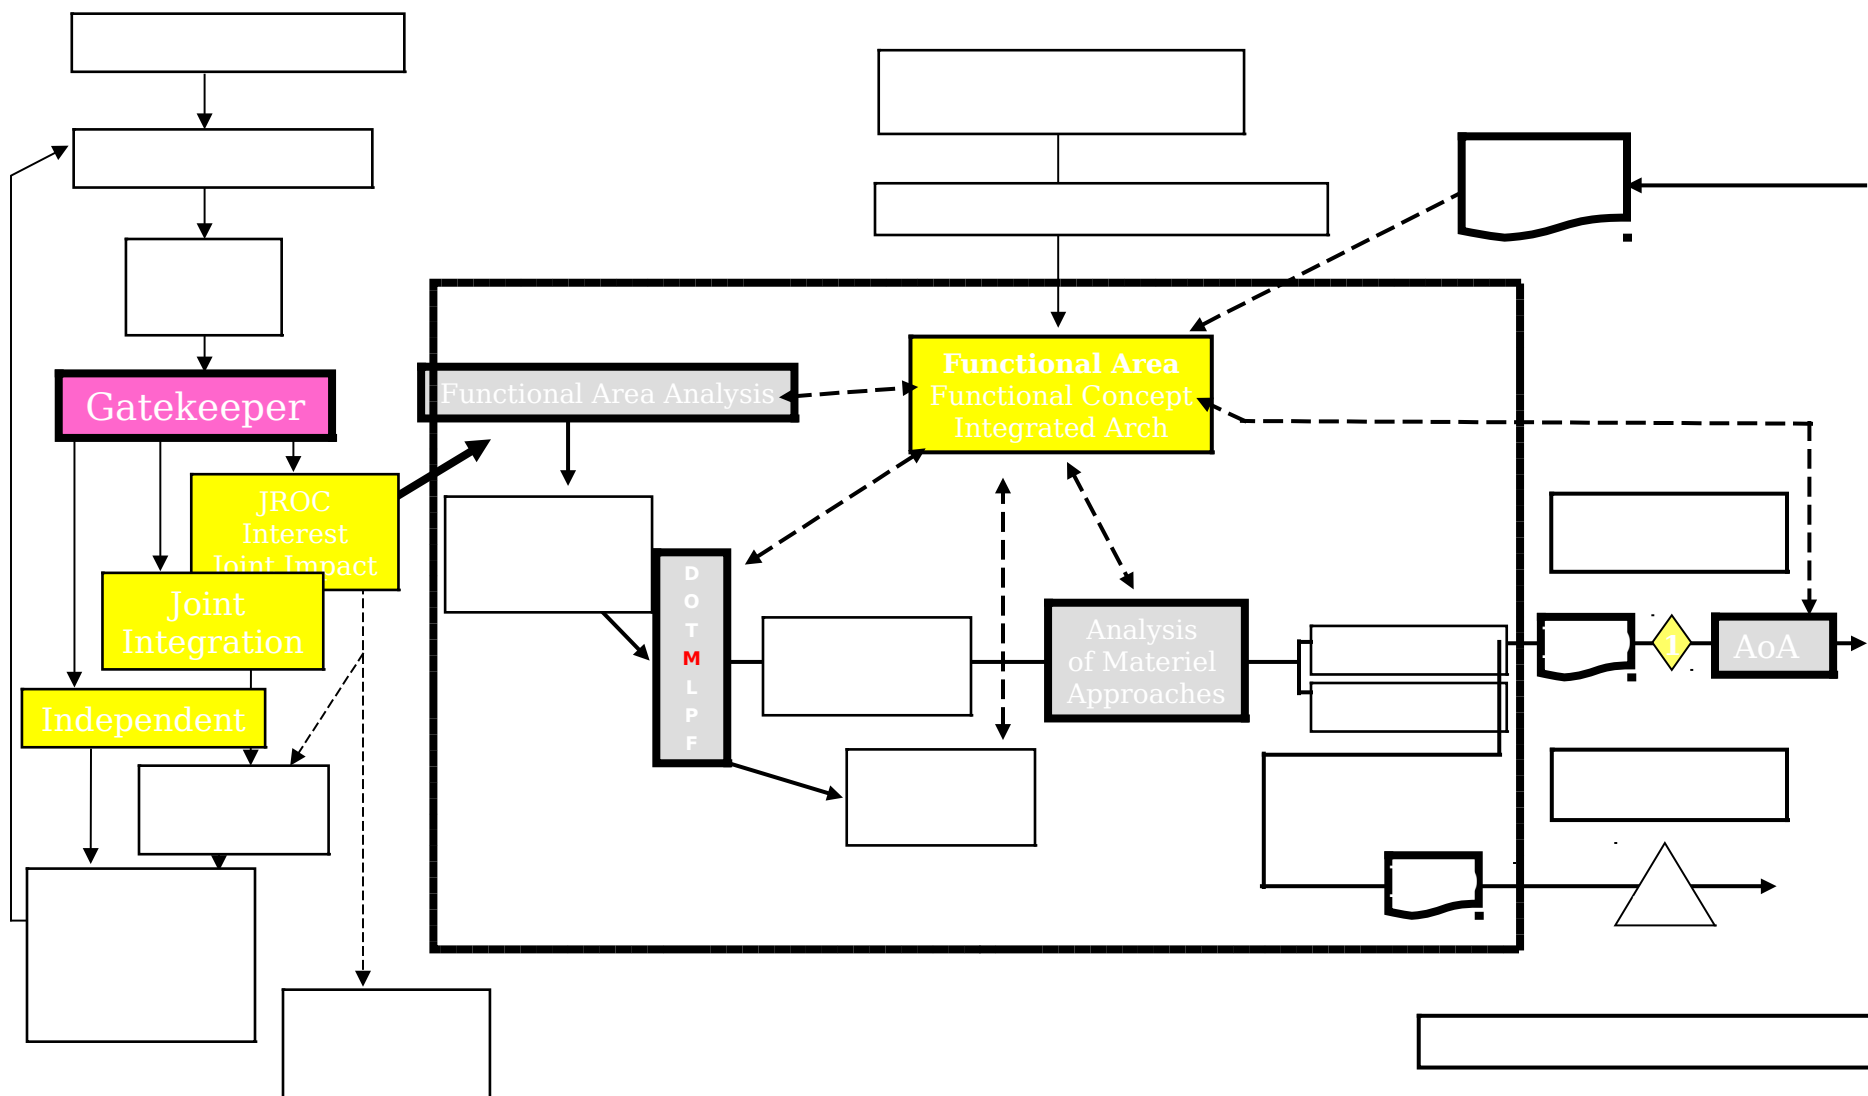 Functional Area
Functional Concept
Integrated Arch
Functional Area Analysis
Gatekeeper
JROC
Interest
Joint Impact
Joint
Integration
Independent
D
O
T
M
L
P
F
Analysis
of Materiel
Approaches
1
AoA